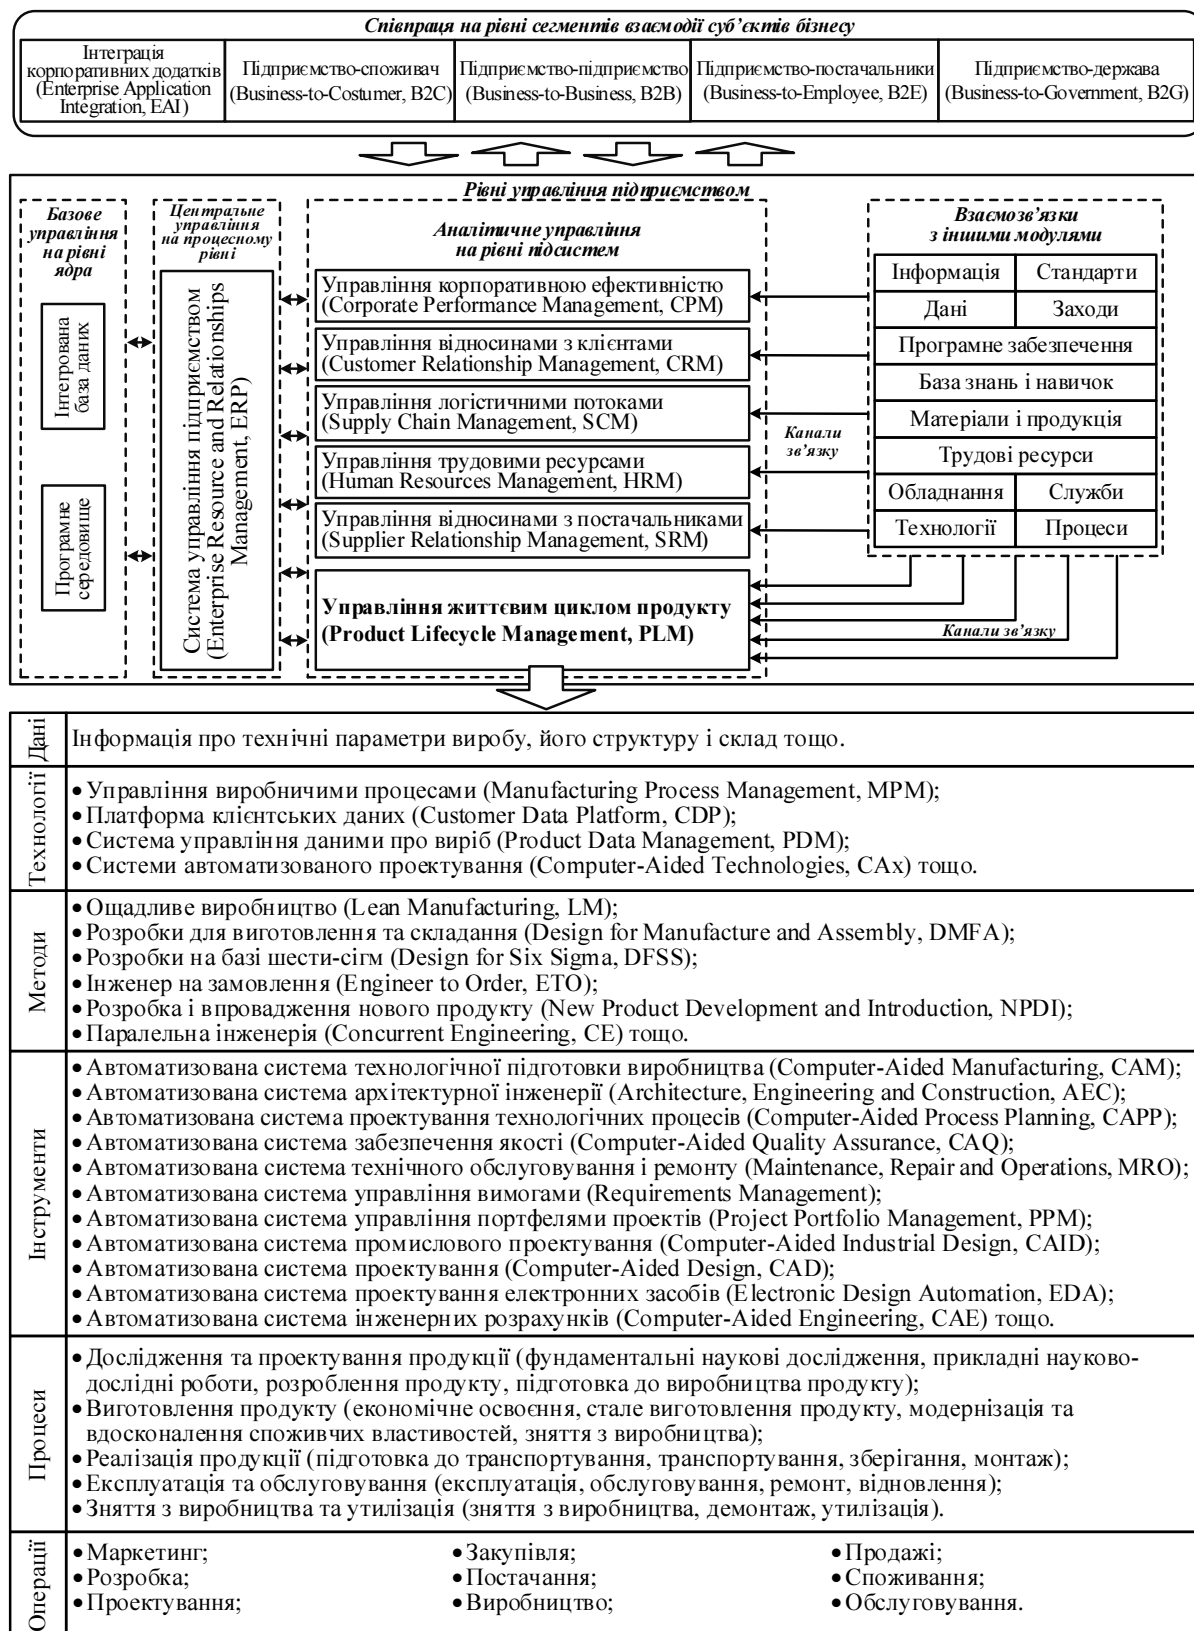 Співпраця на рівні сегментів взаємодії суб’єктів бізнесу
Інтеграція
корпоративних додатків
(Enterprise Application
Integration, EAI)
Підприємство-споживач
(Business-to-Costumer, B2C)
Підприємство-підприємство
(Business-to-Business, B2B)
Підприємство-постачальники
(Business-to-Employee, B2E)
Підприємство-держава
(Business-to-Government, B2G)
Рівні управління підприємством
Базове
управління
на рівні
ядра
Інтегрована
база даних
Програмне
середовище
Центральне
управління
на процесному
рівні
Система управління підприємством
(Enterprise Resource and Relationships
Management, ERP)
Аналітичне управління
на рівні підсистем
Управління корпоративною ефективністю
(Corporate Performance Management, CPM)
Управління відносинами з клієнтами
(Customer Relationship Management, CRM)
Управління логістичними потоками
(Supply Chain Management, SCM)
Управління трудовими ресурсами
(Human Resources Management, HRM)
Управління відносинами з постачальниками
(Supplier Relationship Management, SRM)
Управління життєвим циклом продукту
(Product Lifecycle Management, PLM)
Канали
зв’язку
Взаємозв’язки
з іншими модулями
Інформація
Стандарти
Дані
Заходи
Програмне забезпечення
База знань і навичок
Матеріали і продукція
Трудові ресурси
Обладнання
Служби
Технології
Процеси
Канали зв’язку
Дані
Інформація про технічні параметри виробу, його структуру і склад тощо.
Технології
• Управління виробничими процесами (Manufacturing Process Management, MPM);
• Платформа клієнтських даних (Customer Data Platform, CDP);
• Система управління даними про виріб (Product Data Management, PDM);
• Системи автоматизованого проектування (Computer-Aided Technologies, CAx) тощо.
Методи
• Ощадливе виробництво (Lean Manufacturing, LM);
• Розробки для виготовлення та складання (Design for Manufacture and Assembly, DMFA);
• Розробки на базі шести-сігм (Design for Six Sigma, DFSS);
• Інженер на замовлення (Engineer to Order, ETO);
• Розробка і впровадження нового продукту (New Product Development and Introduction, NPDI);
• Паралельна інженерія (Concurrent Engineering, CE) тощо.
Інструменти
• Автоматизована система технологічної підготовки виробництва (Computer-Aided Manufacturing, CAM);
• Автоматизована система архітектурної інженерії (Architecture, Engineering and Construction, AEC);
• Автоматизована система проектування технологічних процесів (Computer-Aided Process Planning, CAPP);
• Автоматизована система забезпечення якості (Computer-Aided Quality Assurance, CAQ);
• Автоматизована система технічного обслуговування і ремонту (Maintenance, Repair and Operations, MRO);
• Автоматизована система управління вимогами (Requirements Management);
• Автоматизована система управління портфелями проектів (Project Portfolio Management, PPM);
• Автоматизована система промислового проектування (Computer-Aided Industrial Design, CAID);
• Автоматизована система проектування (Computer-Aided Design, CAD);
• Автоматизована система проектування електронних засобів (Electronic Design Automation, EDA);
• Автоматизована система інженерних розрахунків (Computer-Aided Engineering, CAE) тощо.
Процеси
• Дослідження та проектування продукції (фундаментальні наукові дослідження, прикладні науково-
дослідні роботи, розроблення продукту, підготовка до виробництва продукту);
• Виготовлення продукту (економічне освоєння, стале виготовлення продукту, модернізація та
вдосконалення споживчих властивостей, зняття з виробництва);
• Реалізація продукції (підготовка до транспортування, транспортування, зберігання, монтаж);
• Експлуатація та обслуговування (експлуатація, обслуговування, ремонт, відновлення);
• Зняття з виробництва та утилізація (зняття з виробництва, демонтаж, утилізація).
Операції
• Маркетинг;
• Розробка;
• Проектування;
• Закупівля;
• Постачання;
• Виробництво;
• Продажі;
• Споживання;
• Обслуговування.